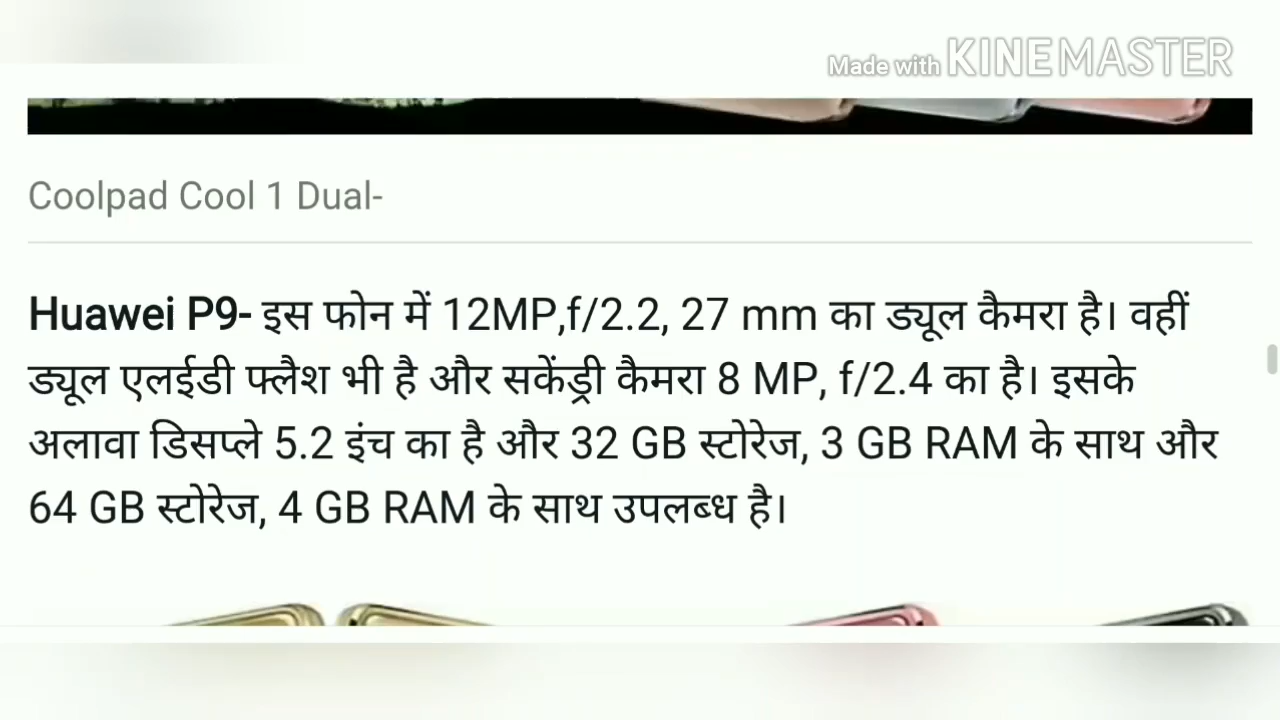 Made with KINEMASTER
Coolpad Cool 1 Dual-
Huawei P9- इस फोन में 12MP,f/2.2, 27 mm का ड्यूल कैमरा है। वहीं
ड्यूल एलईडी फ्लैश भी है और सकेंड्री कैमरा 8 MP, f/2.4 का है। इसके
अलावा डिसप्ले 5.2 इंच का है और 32 GB स्टोरेज, 3 GB RAM के साथ और
64 GB स्टोरेज, 4 GB RAM के साथ उपलब्ध है।